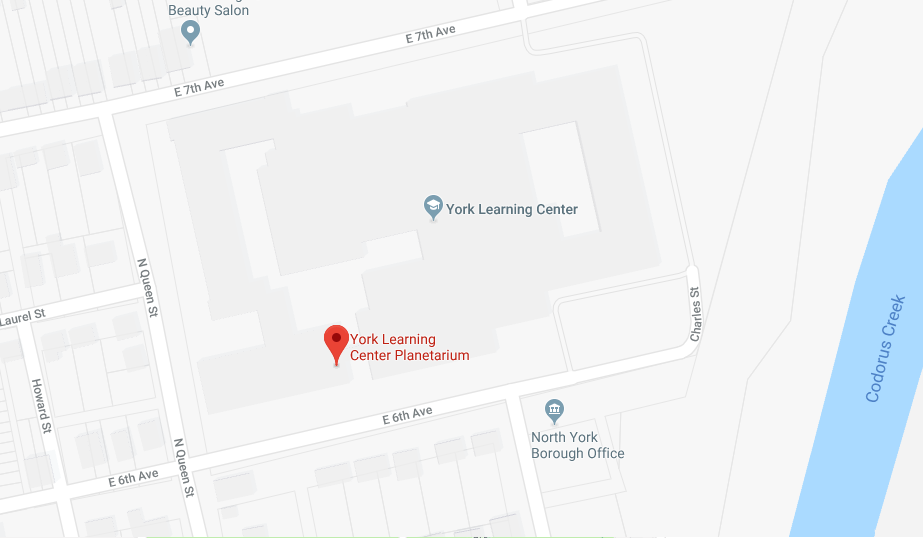 Beauty Salon
E 7th Ave
E 7th Ave
York Learning Center
N Queen St
Laurel St
Charles St
Codorus Creek
York Learning
Center Planetarium
Howard St
E 6th Ave
North York
Borough Office
N Queen St
E 6th Ave